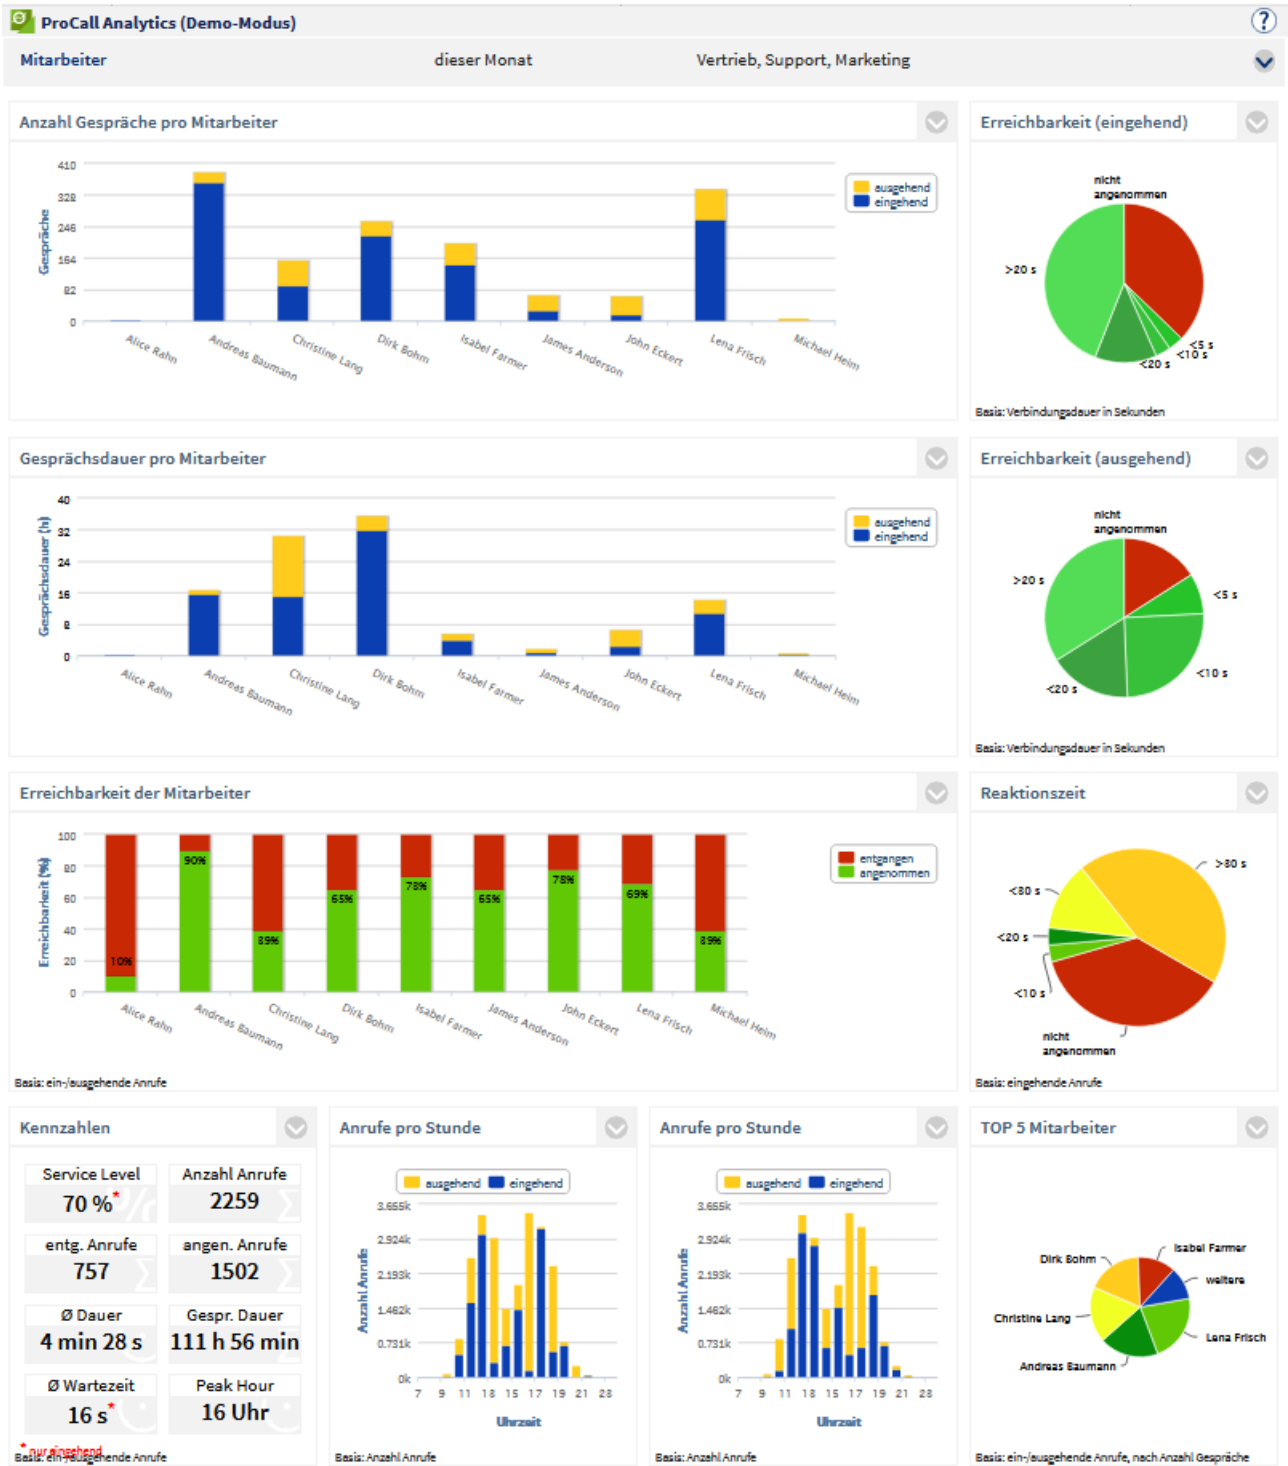 ProCall Analytics (Demo-Modus)
?
Mitarbeiter
dieser Monat
Vertrieb, Support, Marketing
Anzahl Gespräche pro Mitarbeiter
Gespräche
410
328
246
164
82
0
ausgehend
eingehend
Alice Rahn
Andreas Baumann
Christine Lang
Dirk Bohm
Isabel Farmer
James Anderson
John Eckert
Lena Frisch
Michael Heim
Erreichbarkeit (eingehend)
nicht
angenommen
>20 s
<5 s
<10 s
<20 s
Basis: Verbindungsdauer in Sekunden
Gesprächsdauer pro Mitarbeiter
Gesprächsdauer (h)
40
32
24
16
8
0
ausgehend
eingehend
Alice Rahn
Andreas Baumann
Christine Lang
Dirk Bohm
Isabel Farmer
James Anderson
John Eckert
Lena Frisch
Michael Heim
Erreichbarkeit (ausgehend)
nicht
angenommen
>20 s
<5 s
<10 s
<20 s
Basis: Verbindungsdauer in Sekunden
Erreichbarkeit der Mitarbeiter
Erreichbarkeit (%)
100
80
60
40
20
0
10%
90%
39%
65%
73%
65%
78%
69%
39%
entgangen
angenommen
Alice Rahn
Andreas Baumann
Christine Lang
Dirk Bohm
Isabel Farmer
James Anderson
John Eckert
Lena Frisch
Michael Heim
Basis: ein-/ausgehende Anrufe
Reaktionszeit
>30 s
<30 s
<20 s
<10 s
nicht
angenommen
Basis: eingehende Anrufe
Kennzahlen
Service Level
70 %*
Anzahl Anrufe
2259
entg. Anrufe
757
angen. Anrufe
1502
Ø Dauer
4 min 28 s
Gespr. Dauer
111 h 56 min
Ø Wartezeit
16 s*
Peak Hour
16 Uhr
* nur eingehend
Basis: ein-/ausgehende Anrufe
Anrufe pro Stunde
ausgehend
eingehend
Anzahl Anrufe
3.655k
2.924k
2.193k
1.462k
0.731k
0k
7 9 11 13 15 17 19 21 23
Uhrzeit
Basis: Anzahl Anrufe
Anrufe pro Stunde
ausgehend
eingehend
Anzahl Anrufe
3.655k
2.924k
2.193k
1.462k
0.731k
0k
7 9 11 13 15 17 19 21 23
Uhrzeit
Basis: Anzahl Anrufe
TOP 5 Mitarbeiter
Dirk Bohm
Isabel Farmer
weitere
Christine Lang
Lena Frisch
Andreas Baumann
Basis: ein-/ausgehende Anrufe, nach Anzahl Gespräche